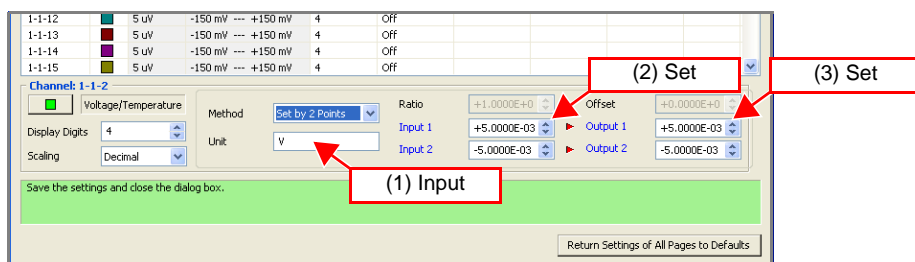 1-1-12 5 uV -150 mV --- +150 mV 4 Off
1-1-13 5 uV -150 mV --- +150 mV 4 Off
1-1-14 5 uV -150 mV --- +150 mV 4 Off
1-1-15 5 uV -150 mV --- +150 mV 4 Off
(2) Set
(3) Set
Channel: 1-1-2
Voltage/Temperature
Method Set by 2 Points
Ratio +1.0000E+0 Offset +0.0000E+0
Display Digits 4
Input 1 +5.0000E-03 Output 1 +5.0000E-03
Unit V
Input 2 -5.0000E-03 Output 2 -5.0000E-03
Scaling Decimal
(1) Input
Save the settings and close the dialog box.
Return Settings of All Pages to Defaults